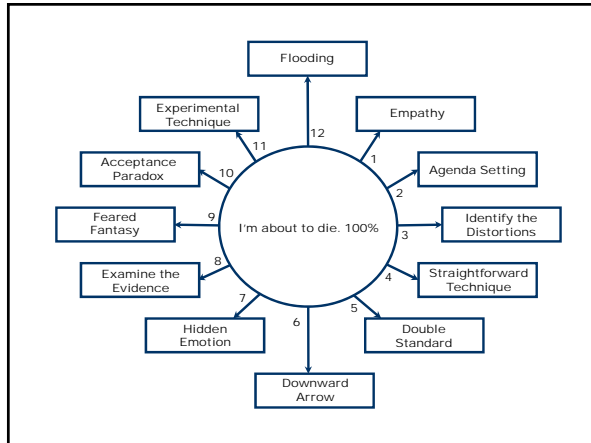 Flooding
12
Empathy
1
Agenda Setting
2
Identify the
Distortions
3
Straightforward
Technique
4
Double
Standard
5
Downward
Arrow
6
Hidden
Emotion
7
Examine the
Evidence
8
Feared
Fantasy
9
Acceptance
Paradox
10
Experimental
Technique
11
I'm about to die. 100%